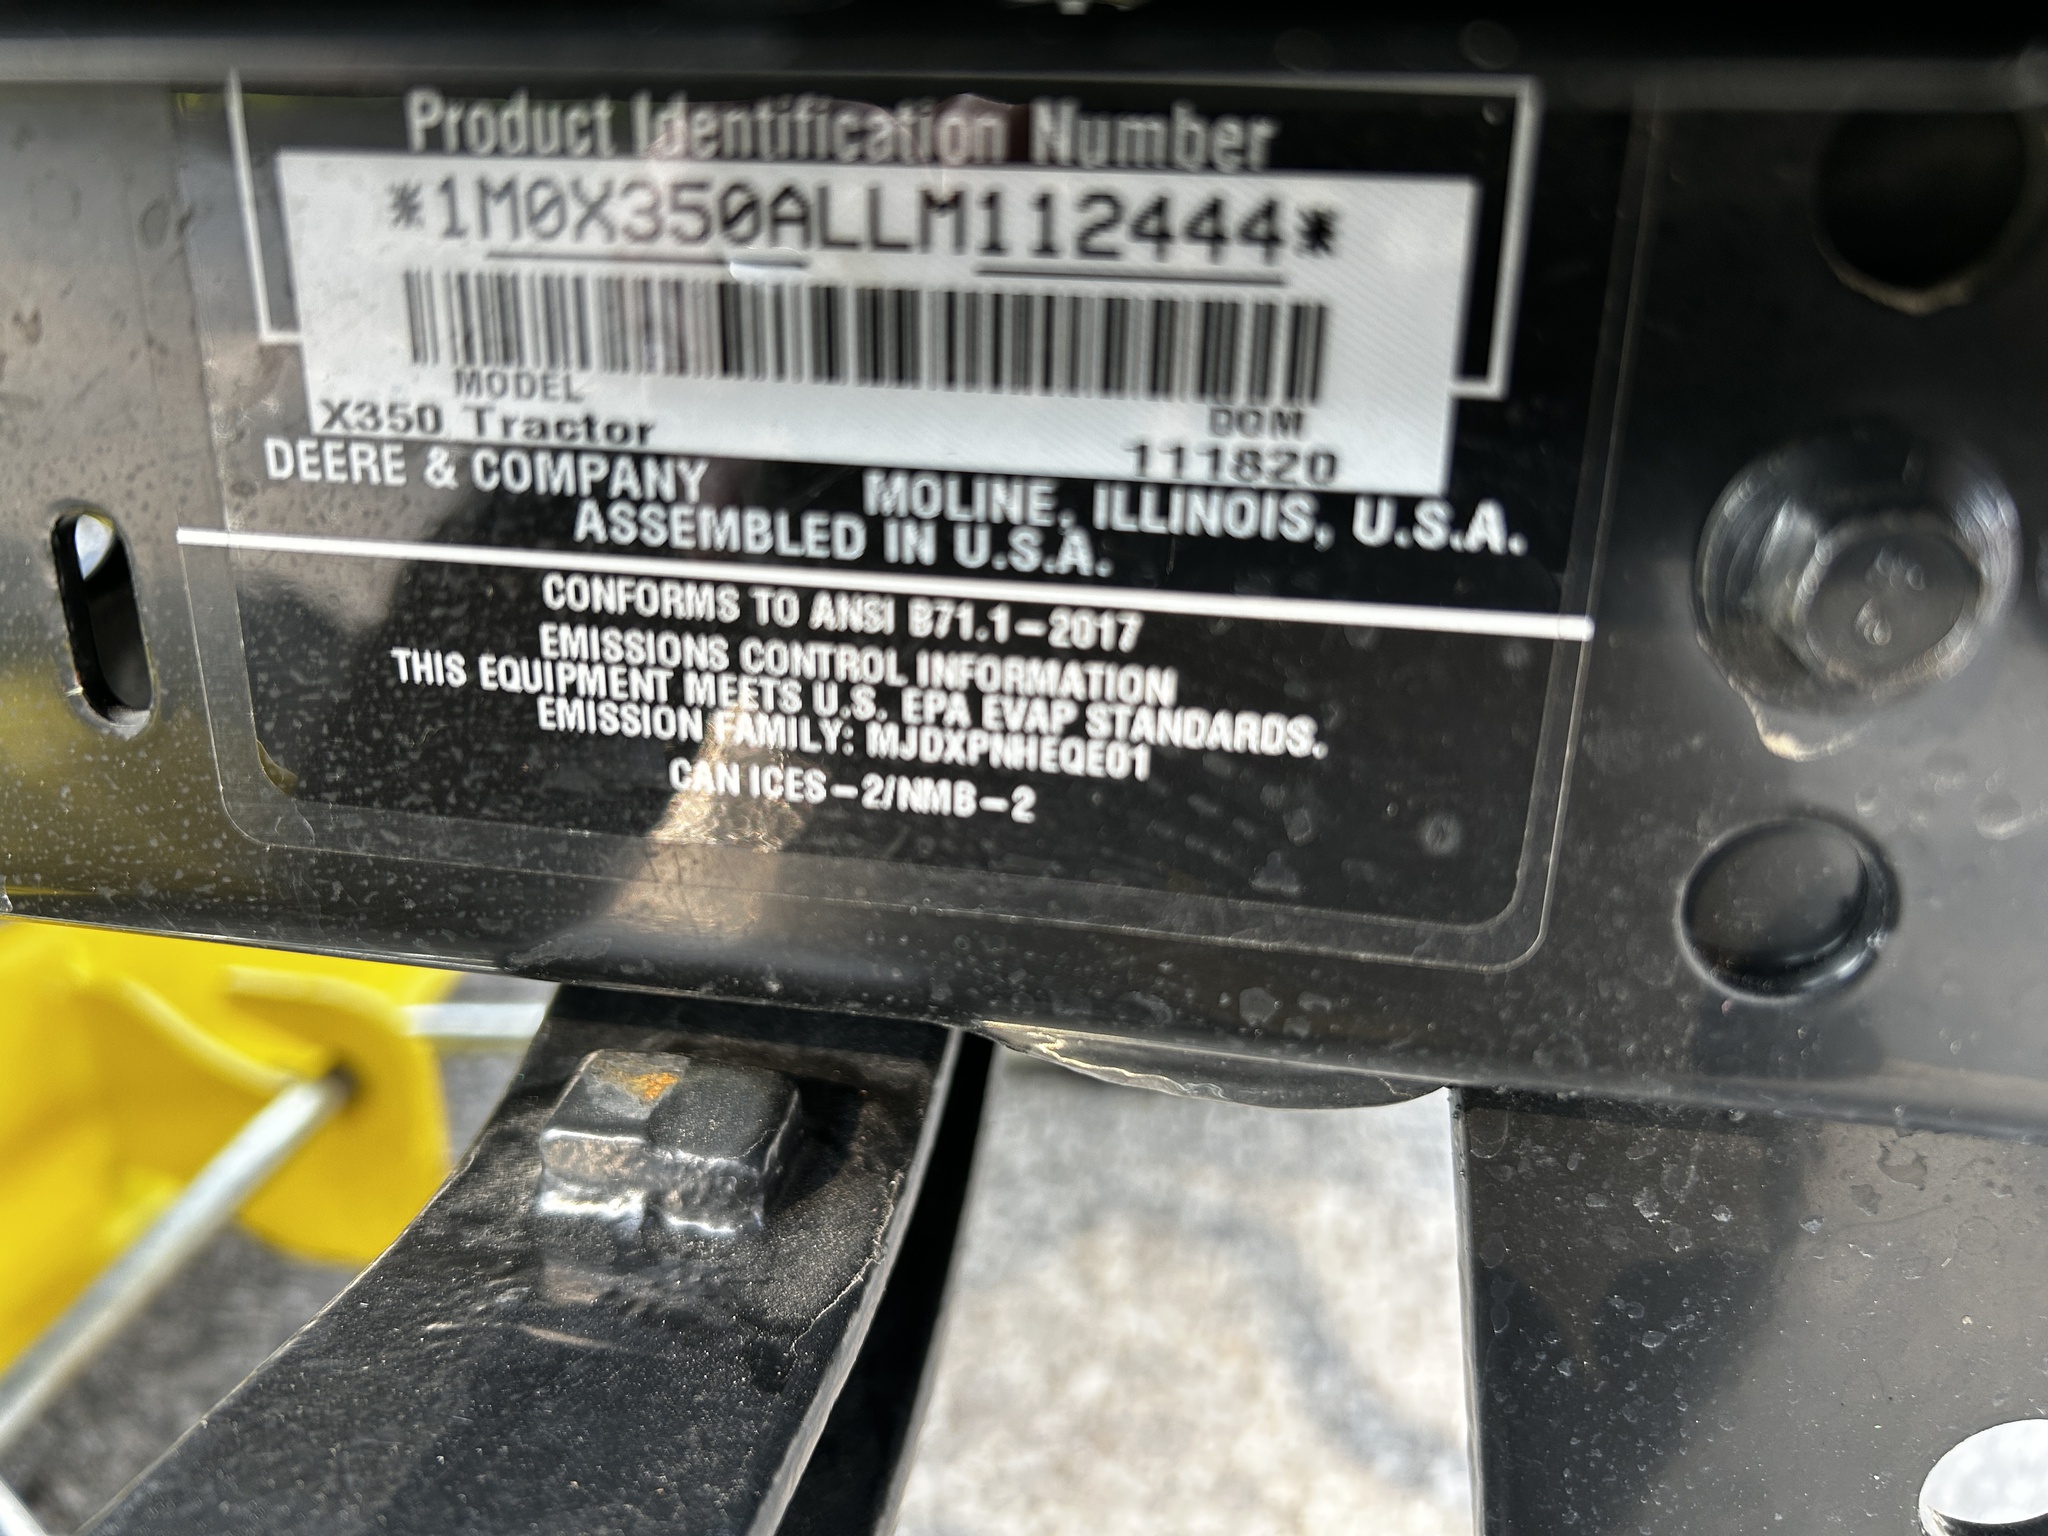 Product Identification Number
*1M0X350ALLM112444*
MODEL
X350 Tractor
DOM
111820
DEERE & COMPANY MOLINE, ILLINOIS, U.S.A.
ASSEMBLED IN U.S.A.
CONFORMS TO ANSI B71.1-2017
EMISSIONS CONTROL INFORMATION
THIS EQUIPMENT MEETS U.S. EPA EVAP STANDARDS.
EMISSION FAMILY: MJDXPNHEQE01
CAN ICES-2/NMB-2